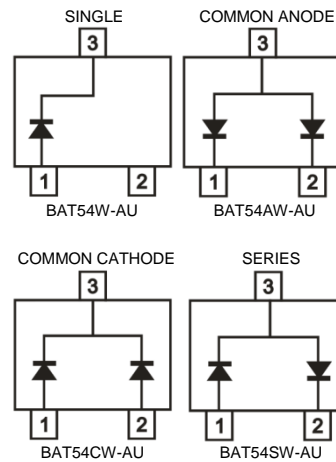 SINGLE
3
1 2
BAT54W-AU
COMMON ANODE
3
1 2
BAT54AW-AU
COMMON CATHODE
3
1 2
BAT54CW-AU
SERIES
3
1 2
BAT54SW-AU